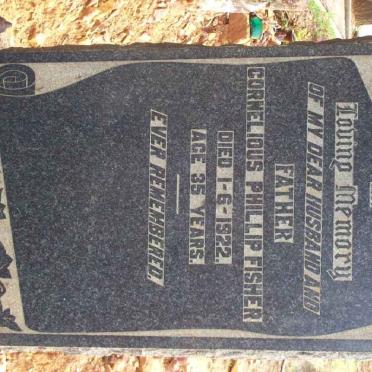 Loving Memory
OF MY DEAR HUSBAND AND
FATHER
CORNELIOUS PHILLIP FISHER
DIED 1-6-1922.
AGE 35 YEARS
EVER REMEMBERED.